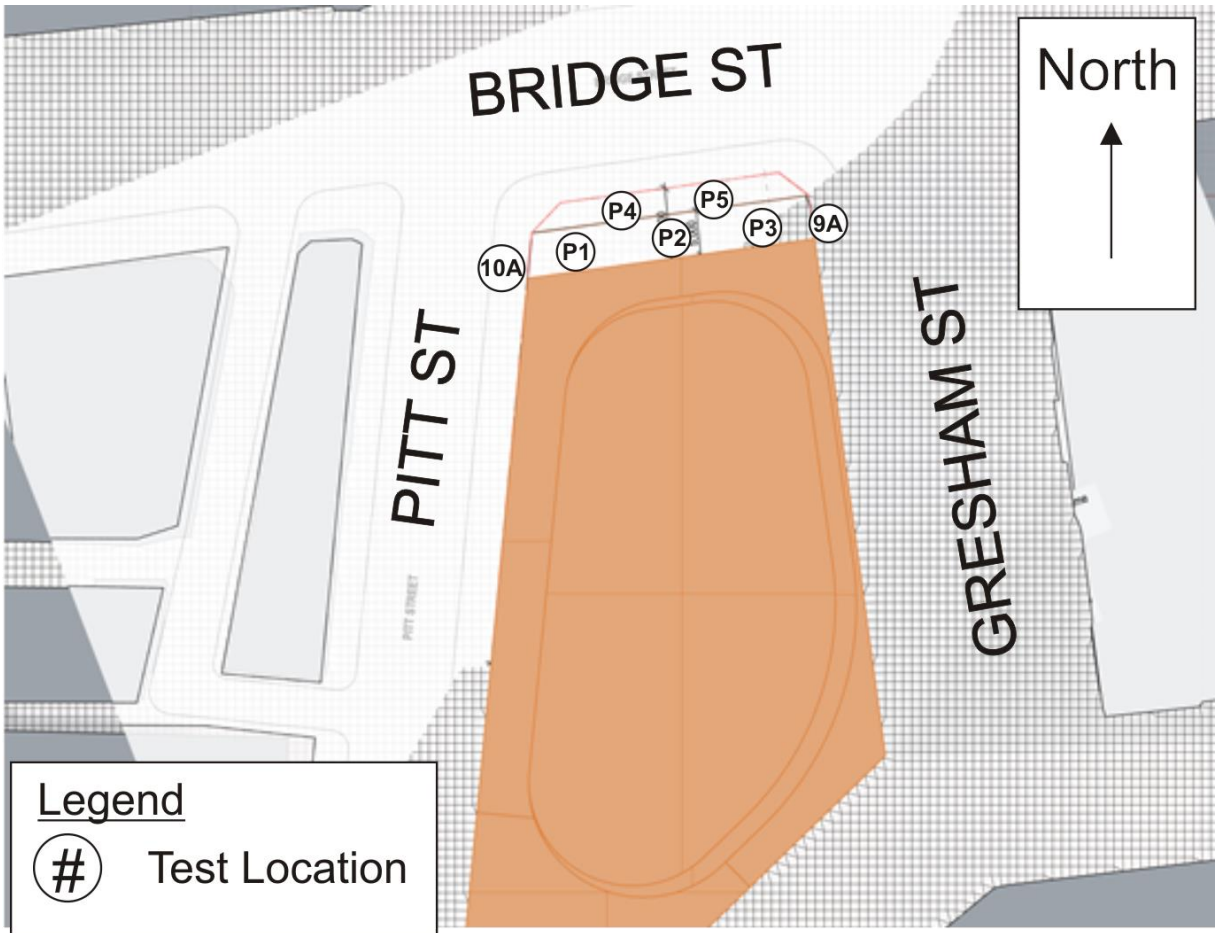 BRIDGE ST
North
P4
P5
P1
P2
P3
9A
10A
PITT ST
GRESHAM ST
PITT STREET
Legend
# Test Location